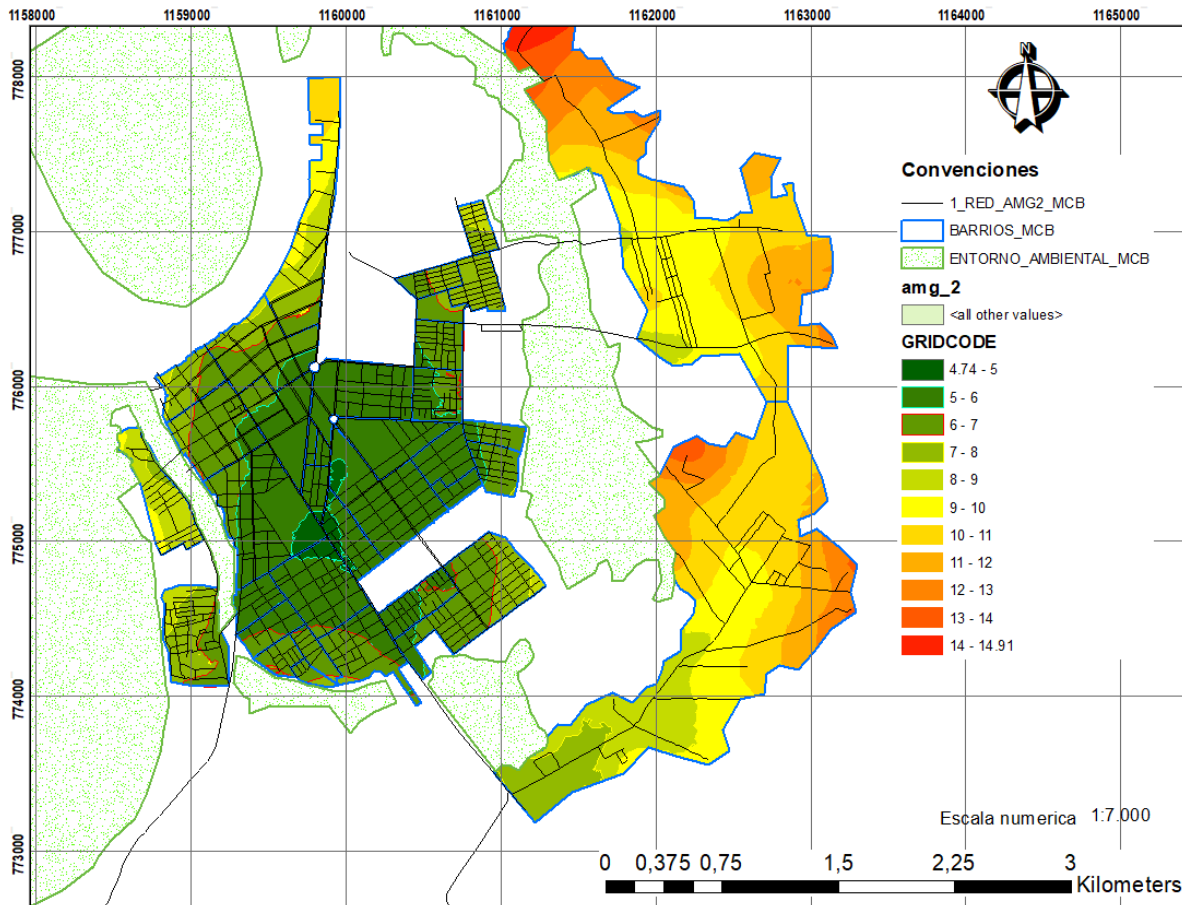 1158000 1159000 1160000 1161000 1162000 1163000 1164000 1165000
778000
777000
776000
775000
774000
773000
N
Convenciones
1_RED_AMG2_MCB
BARRIOS_MCB
ENTORNO_AMBIENTAL_MCB
amg_2
<all other values>
GRIDCODE
4.74 - 5
5 - 6
6 - 7
7 - 8
8 - 9
9 - 10
10 - 11
11 - 12
12 - 13
13 - 14
14 - 14.91
Escala numerica 1:7.000
0 0,375 0,75 1,5 2,25 3
Kilometers